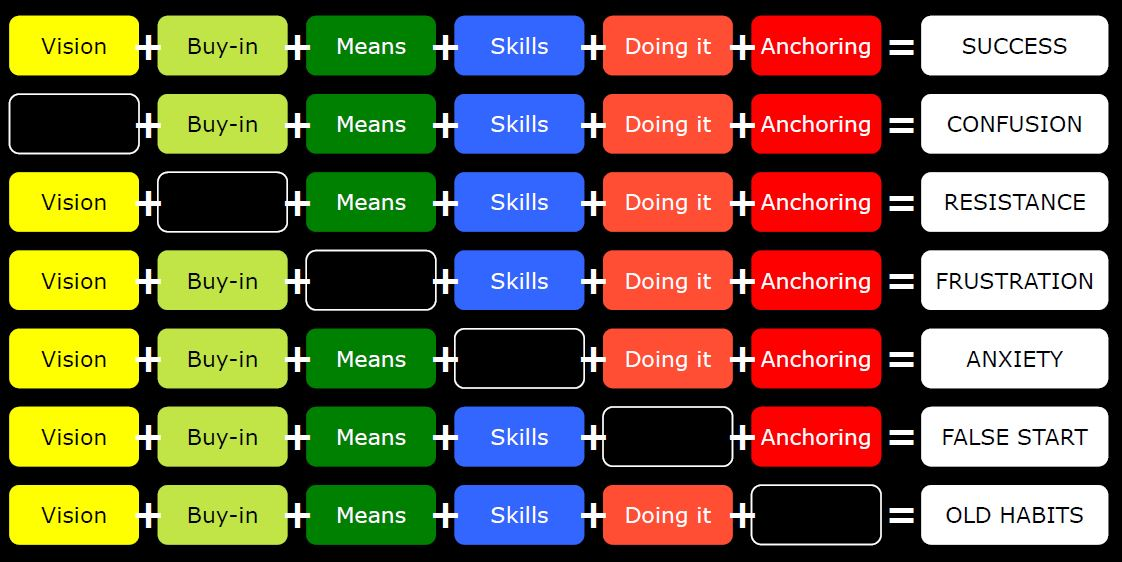 Vision + Buy-in + Means + Skills + Doing it + Anchoring = SUCCESS
+ Buy-in + Means + Skills + Doing it + Anchoring = CONFUSION
Vision + + Means + Skills + Doing it + Anchoring = RESISTANCE
Vision + Buy-in + + Skills + Doing it + Anchoring = FRUSTRATION
Vision + Buy-in + Means + + Doing it + Anchoring = ANXIETY
Vision + Buy-in + Means + Skills + + Anchoring = FALSE START
Vision + Buy-in + Means + Skills + Doing it + = OLD HABITS